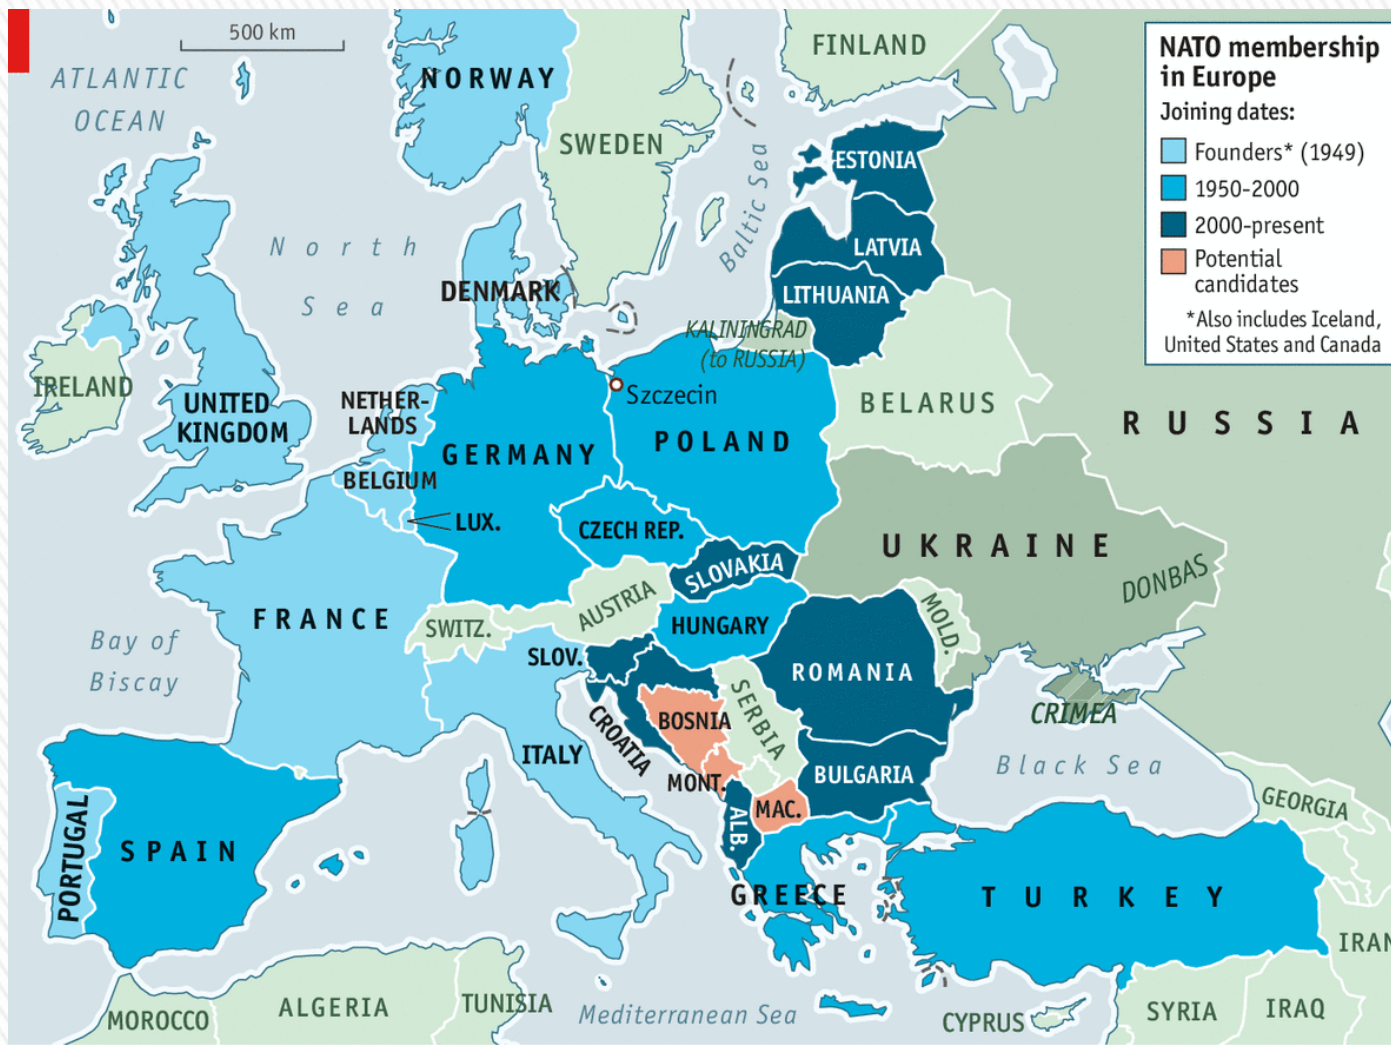 500 km
ATLANTIC
OCEAN
NORWAY
FINLAND
SWEDEN
NATO membership
in Europe
Joining dates:
Founders* (1949)
1950-2000
2000-present
Potential
candidates
*Also includes Iceland,
United States and Canada
Baltic Sea
ESTONIA
LATVIA
LITHUANIA
North
Sea
DENMARK
KALININGRAD
(to RUSSIA)
IRELAND
UNITED
KINGDOM
NETHER-
LANDS
Szczecin
BELARUS
RUSSIA
GERMANY
POLAND
BELGIUM
LUX.
CZECH REP.
UKRAINE
DONBAS
SLOVAKIA
FRANCE
SWITZ.
AUSTRIA
HUNGARY
MOLD.
Bay of
Biscay
SLOV.
ROMANIA
CROATIA
BOSNIA
SERBIA
CRIMEA
ITALY
MONT.
BULGARIA
Black Sea
MAC.
ALB.
GEORGIA
PORTUGAL
SPAIN
GREECE
TURKEY
IRAN
MOROCCO
ALGERIA
TUNISIA
Mediterranean Sea
CYPRUS
SYRIA
IRAQ